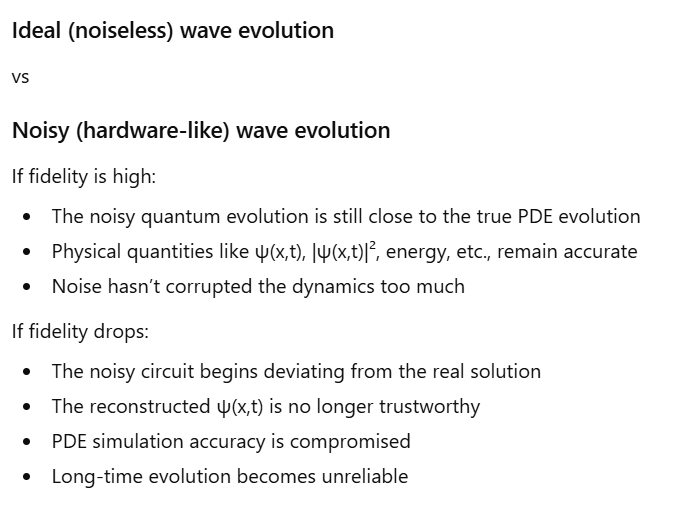 Ideal (noiseless) wave evolution
vs
Noisy (hardware-like) wave evolution
If fidelity is high:
• The noisy quantum evolution is still close to the true PDE evolution
• Physical quantities like ψ(x,t), |ψ(x,t)|², energy, etc., remain accurate
• Noise hasn’t corrupted the dynamics too much
If fidelity drops:
• The noisy circuit begins deviating from the real solution
• The reconstructed ψ(x,t) is no longer trustworthy
• PDE simulation accuracy is compromised
• Long-time evolution becomes unreliable